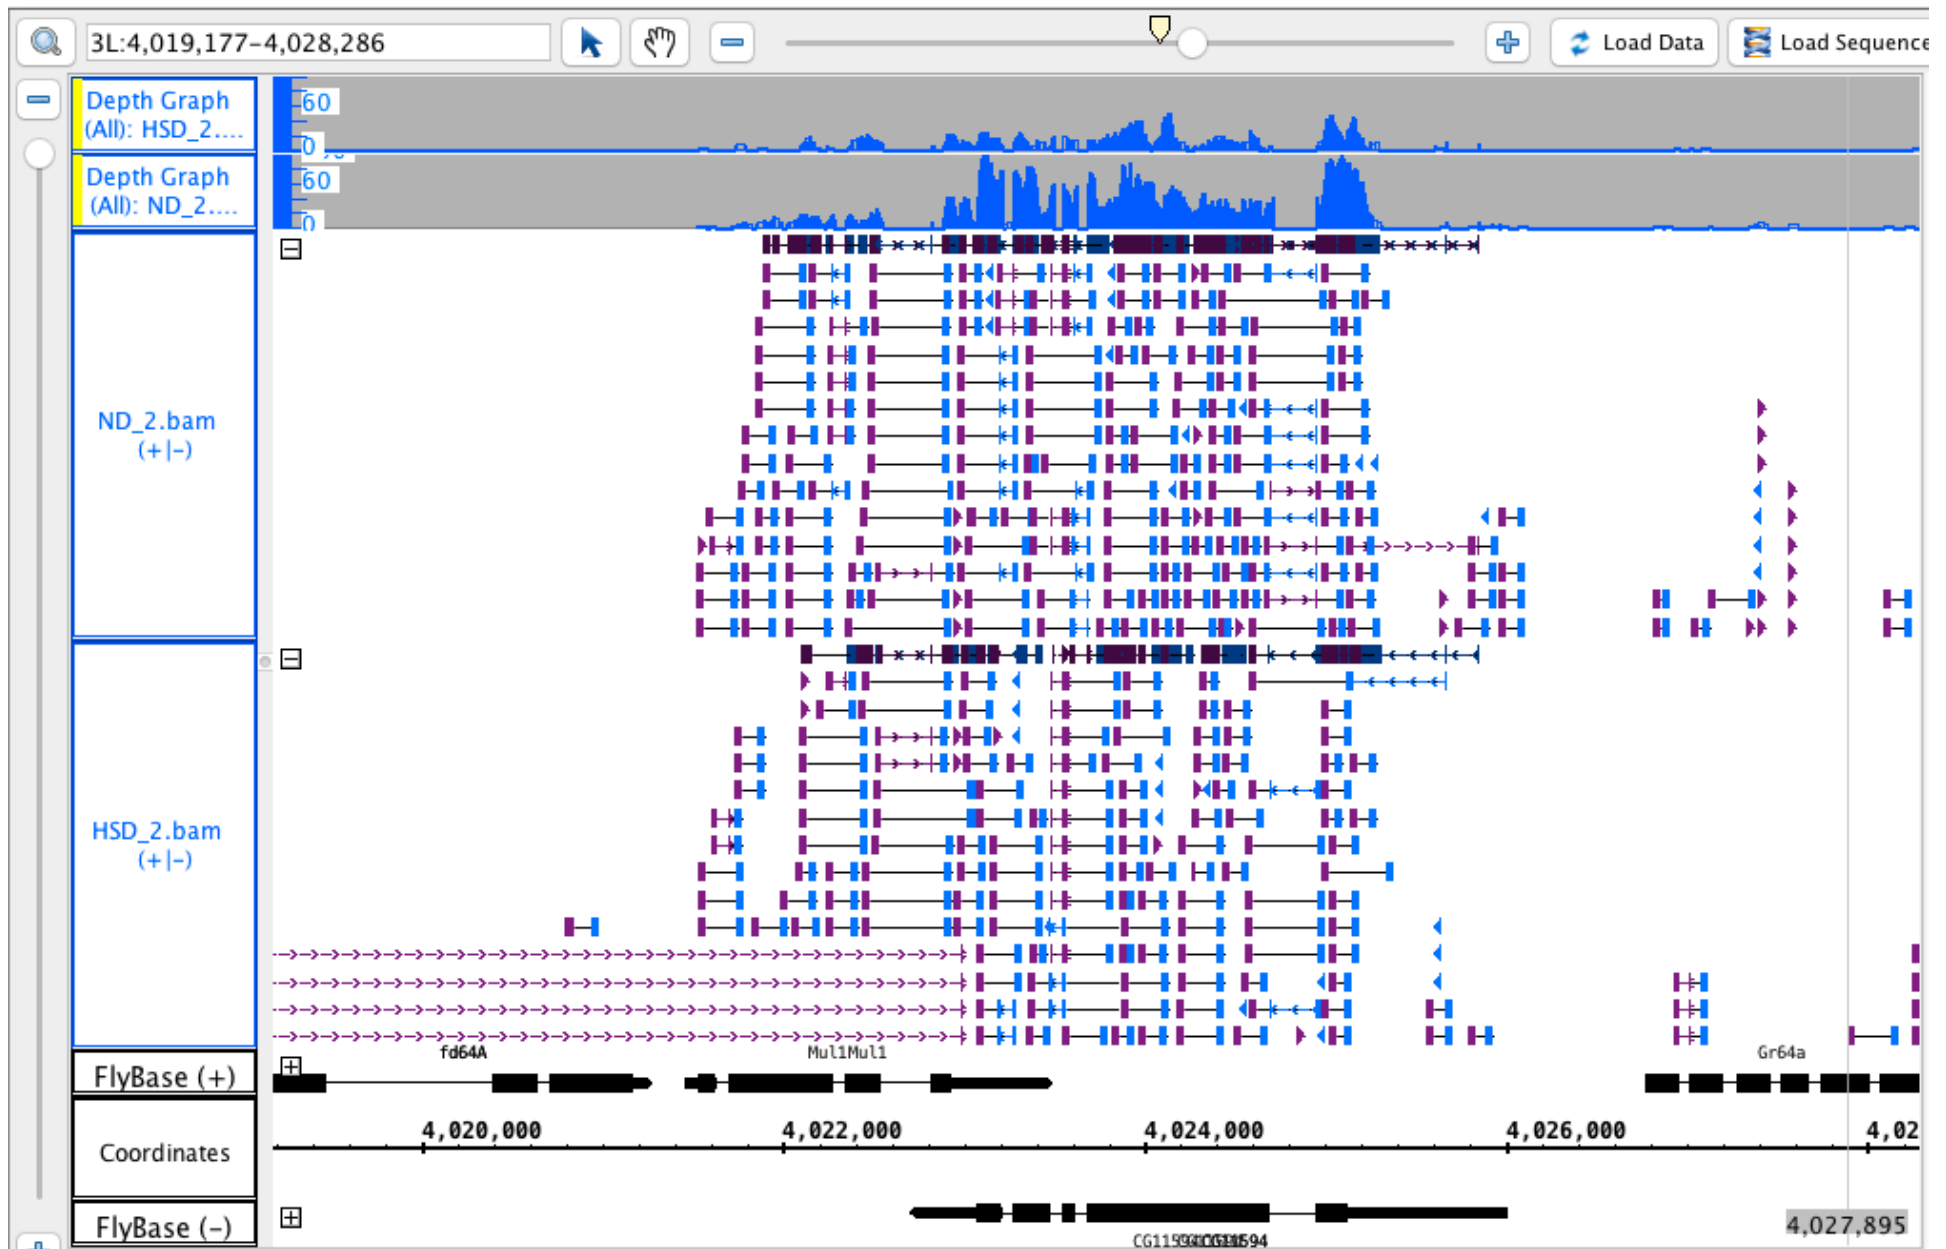 3L:4,019,177-4,028,286
Load Data
Load Sequence
Depth Graph
(All): HSD_2....
60
0
Depth Graph
(All): ND_2....
60
0
ND_2.bam
(+|-)
HSD_2.bam
(+|-)
fd64A
Mul1Mul1
Gr64a
FlyBase (+)
4,020,000
4,022,000
4,024,000
4,026,000
4,02
Coordinates
FlyBase (-)
4,027,895
CG11594